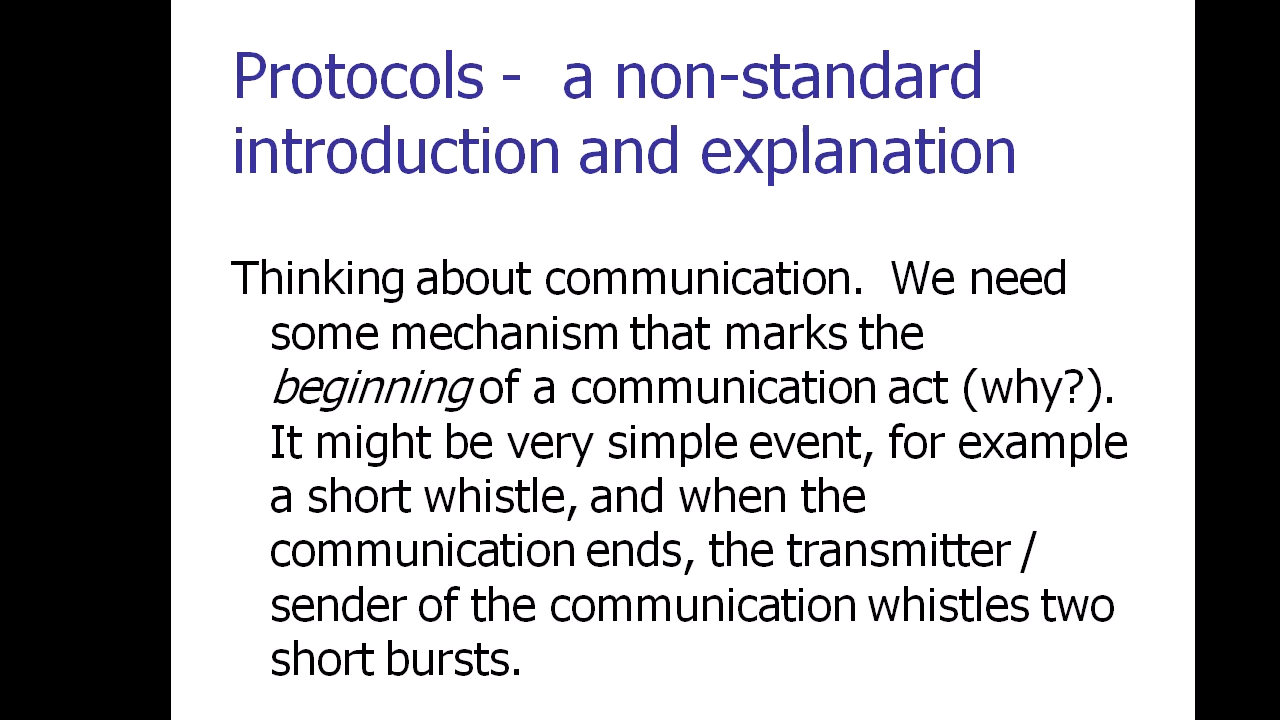 Protocols -  a non-standard
introduction and explanation
Thinking about communication.  We need
some mechanism that marks the
beginning of a communication act (why?).
It might be very simple event, for example
a short whistle, and when the
communication ends, the transmitter /
sender of the communication whistles two
short bursts.